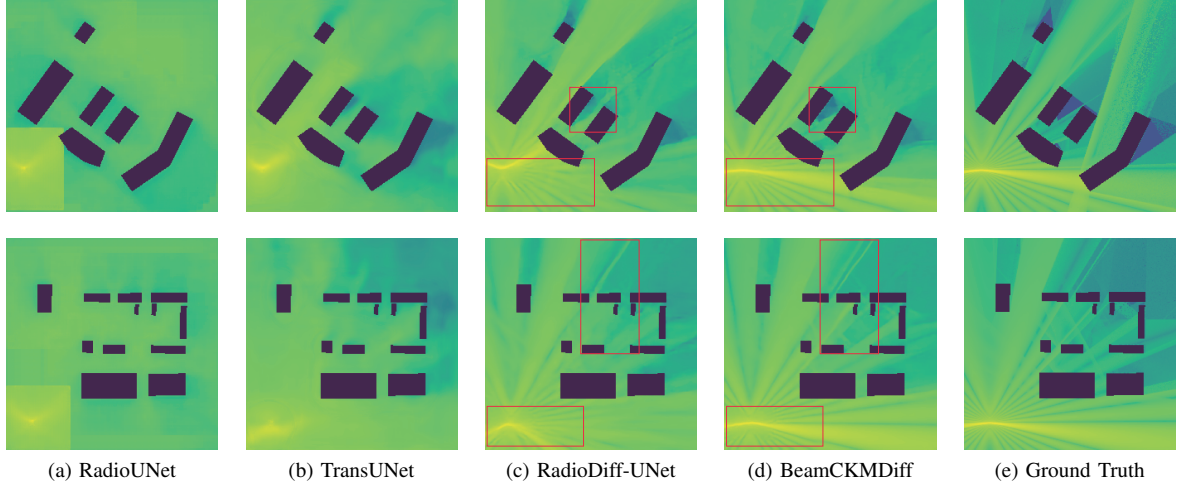 (a) RadioUNet
(b) TransUNet
(c) RadioDiff-UNet
(d) BeamCKMDiff
(e) Ground Truth